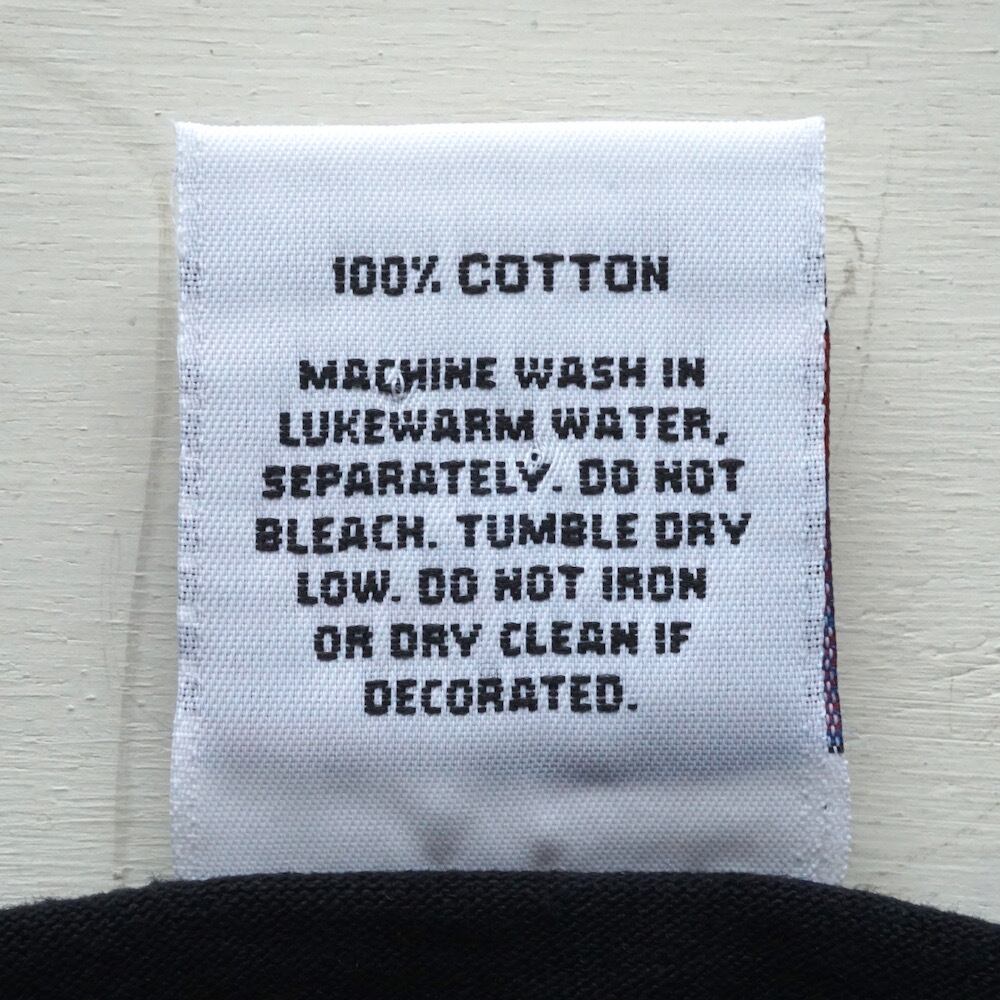 100% COTTON
MACHINE WASH IN
LUKEWARM WATER,
SEPARATELY. DO NOT
BLEACH. TUMBLE DRY
LOW. DO NOT IRON
OR DRY CLEAN IF
DECORATED.